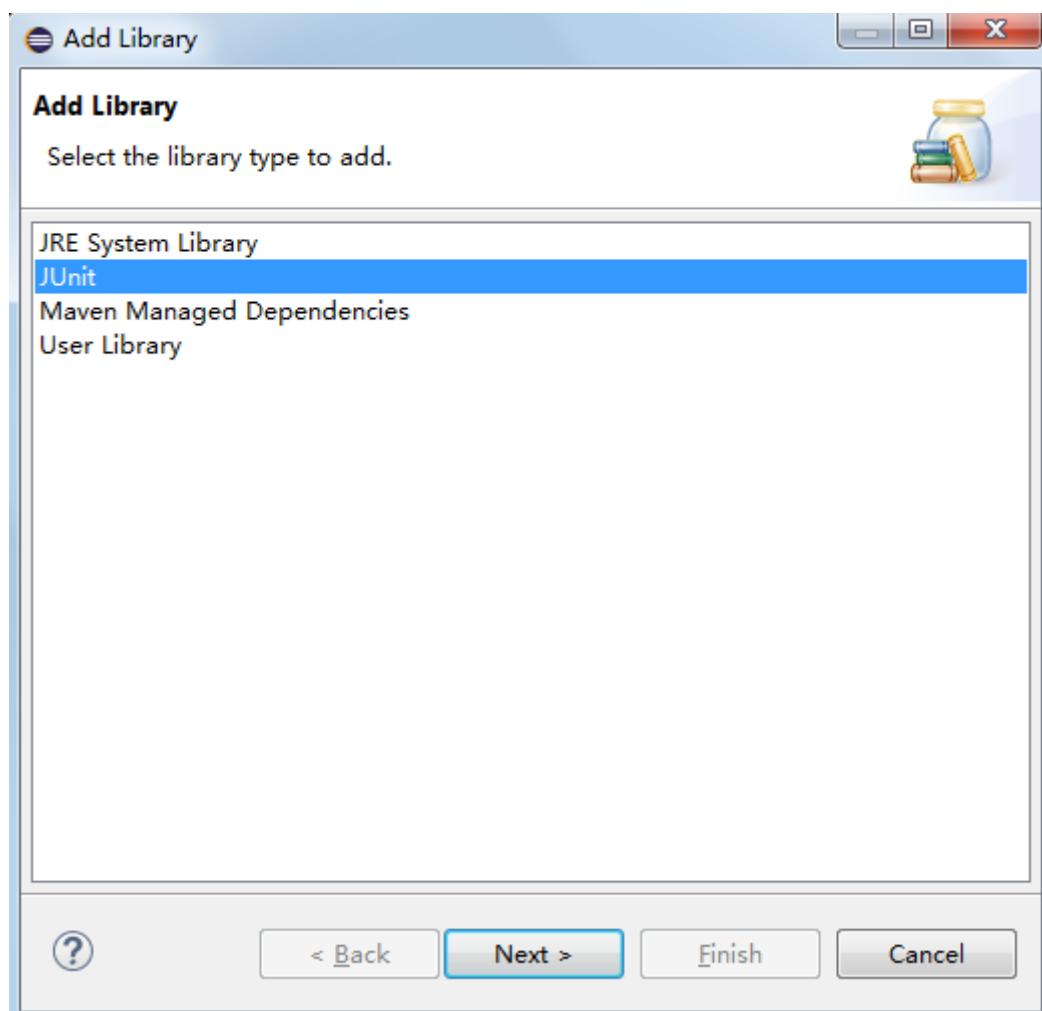 Add Library
Add Library
Select the library type to add.
JRE System Library
JUnit
Maven Managed Dependencies
User Library
?
< Back
Next >
Finish
Cancel